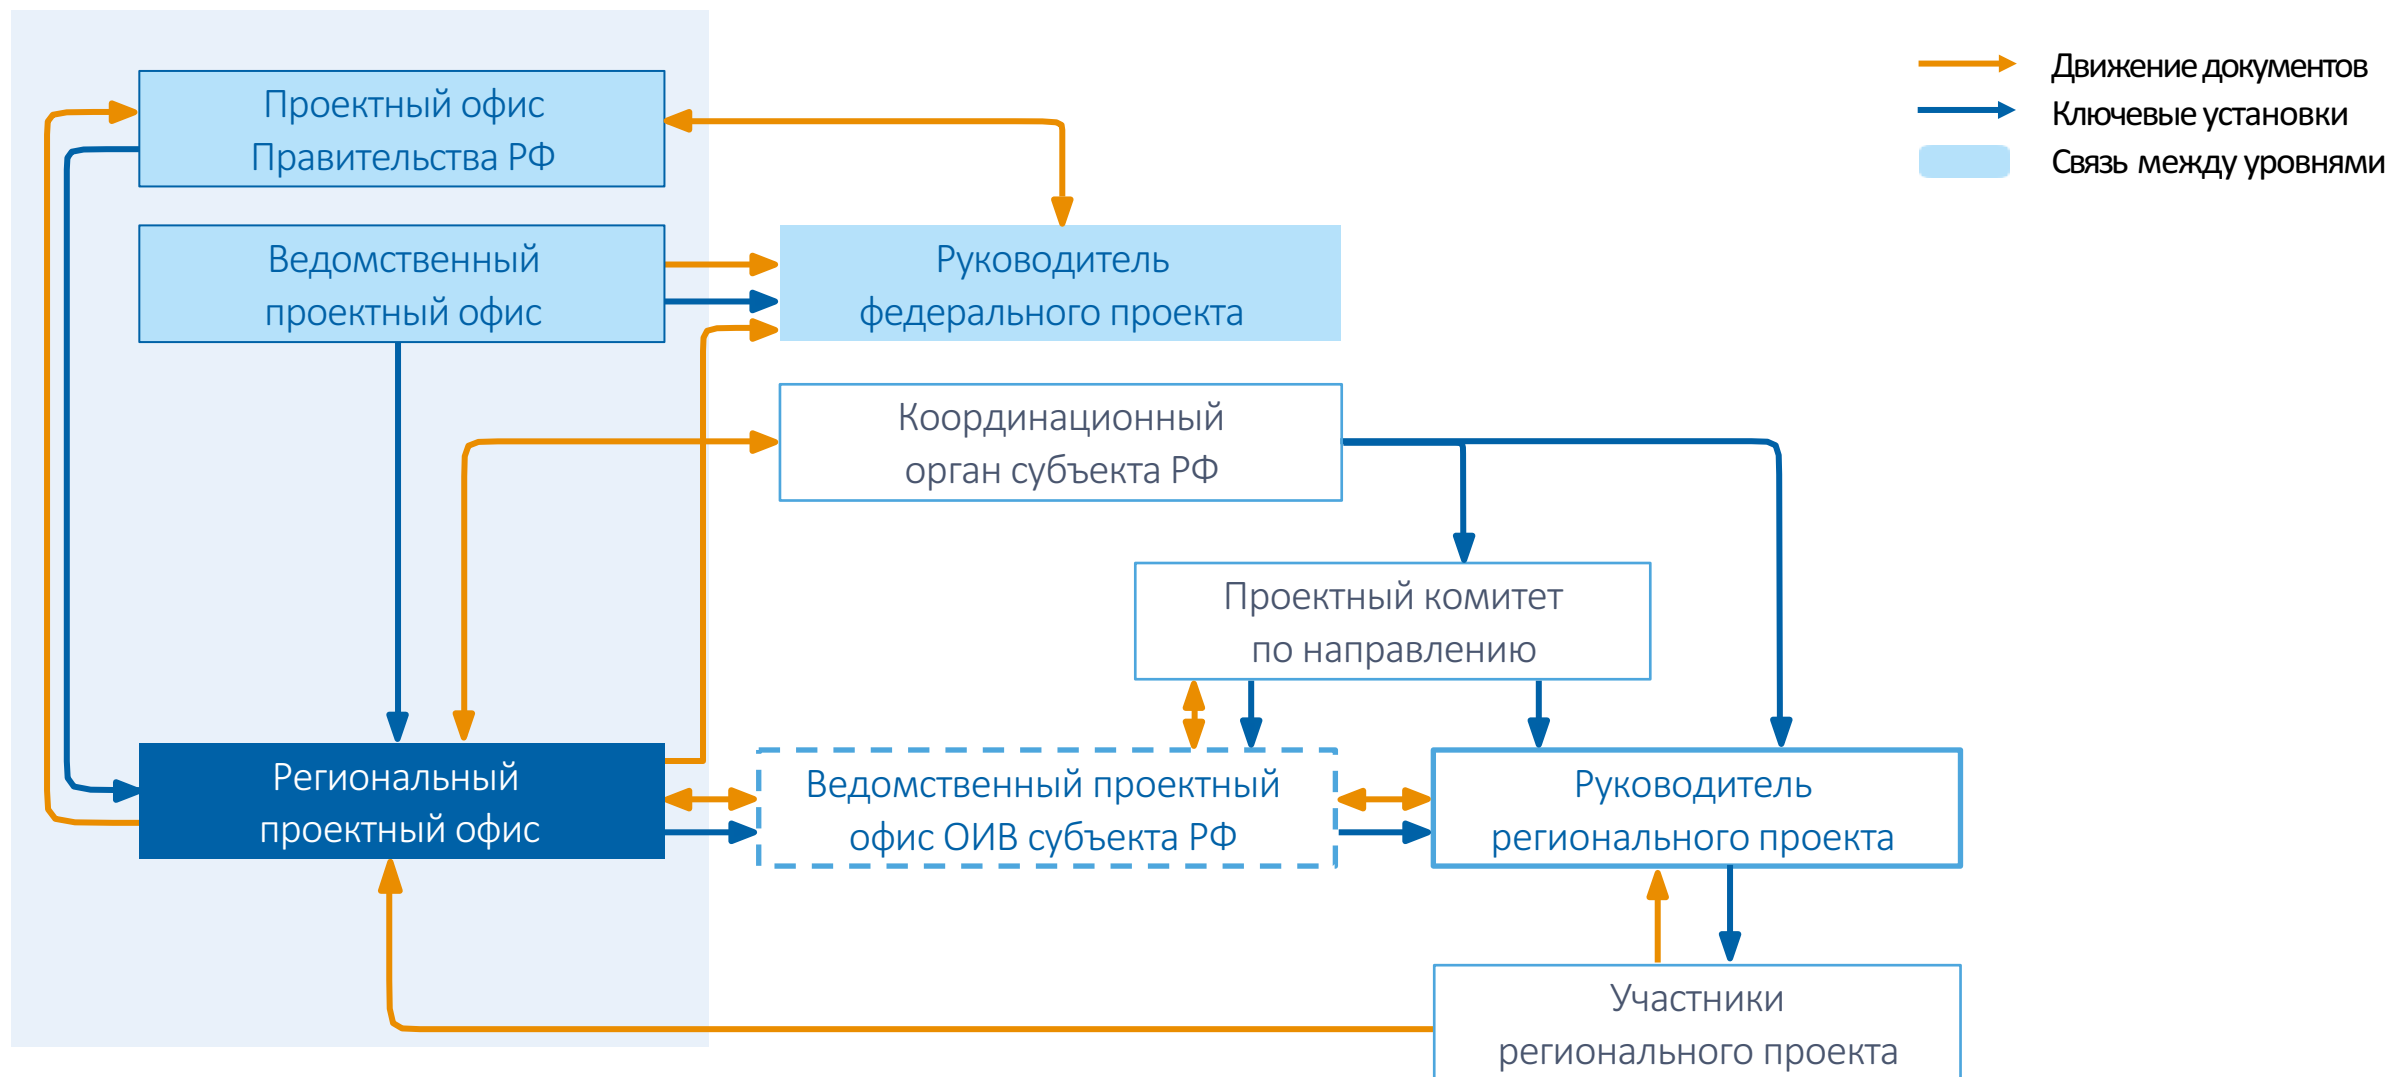 Движение документов
Ключевые установки
Связь между уровнями
Проектный офис
Правительства РФ
Ведомственный
проектный офис
Руководитель
федерального проекта
Координационный
орган субъекта РФ
Проектный комитет
по направлению
Региональный
проектный офис
Ведомственный проектный
офис ОИВ субъекта РФ
Руководитель
регионального проекта
Участники
регионального проекта